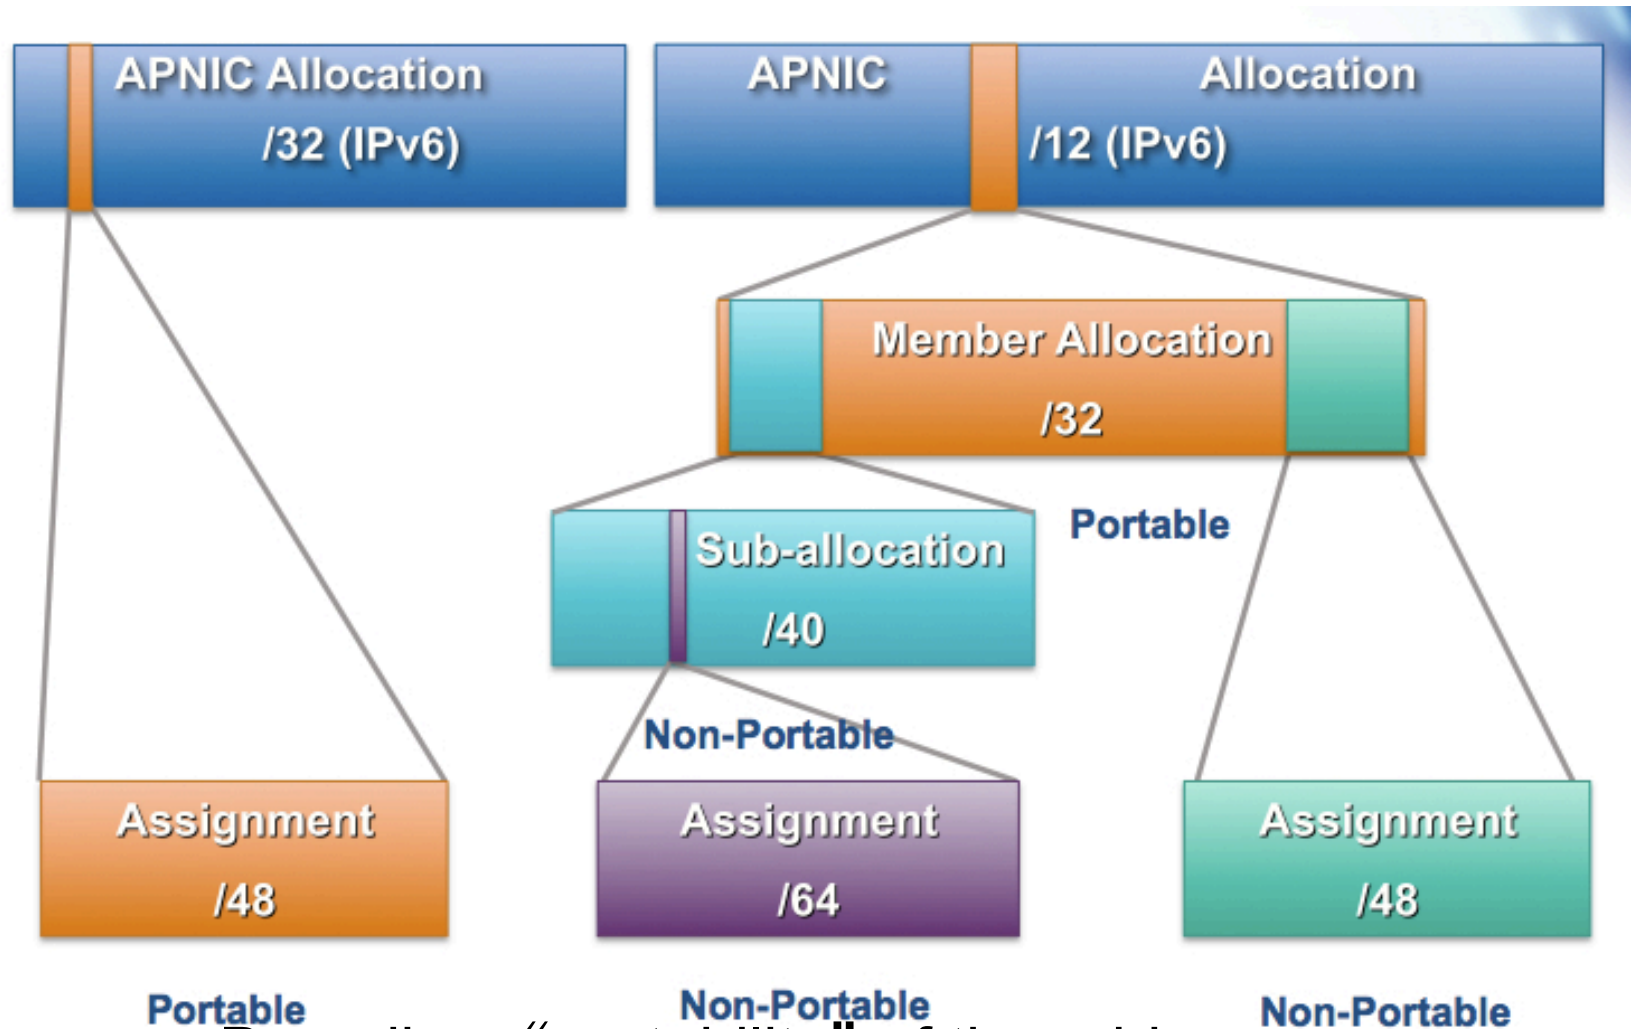 APNIC Allocation
/32 (IPv6)
APNIC Allocation
/12 (IPv6)
Member Allocation
/32
Portable
Sub-allocation
/40
Non-Portable
Assignment
/48
Assignment
/64
Assignment
/48
Portable
Non-Portable
Non-Portable